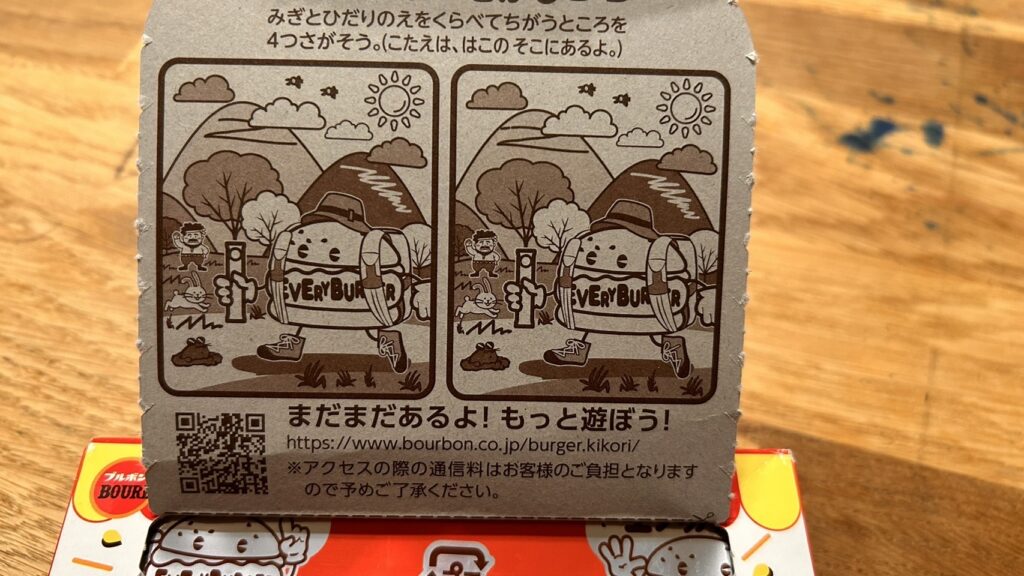 みぎとひだりのえをくらべてちがうところを
4つさがそう。(こたえは、はこの そこにあるよ。)
EVERYBURGER
EVERYBURGER
まだまだあるよ! もっと遊ぼう!
https://www.bourbon.co.jp/burger.kikori/
※アクセスの際の通信料はお客様のご負担となります
ので予めご了承ください。
ブルボン
BOURB